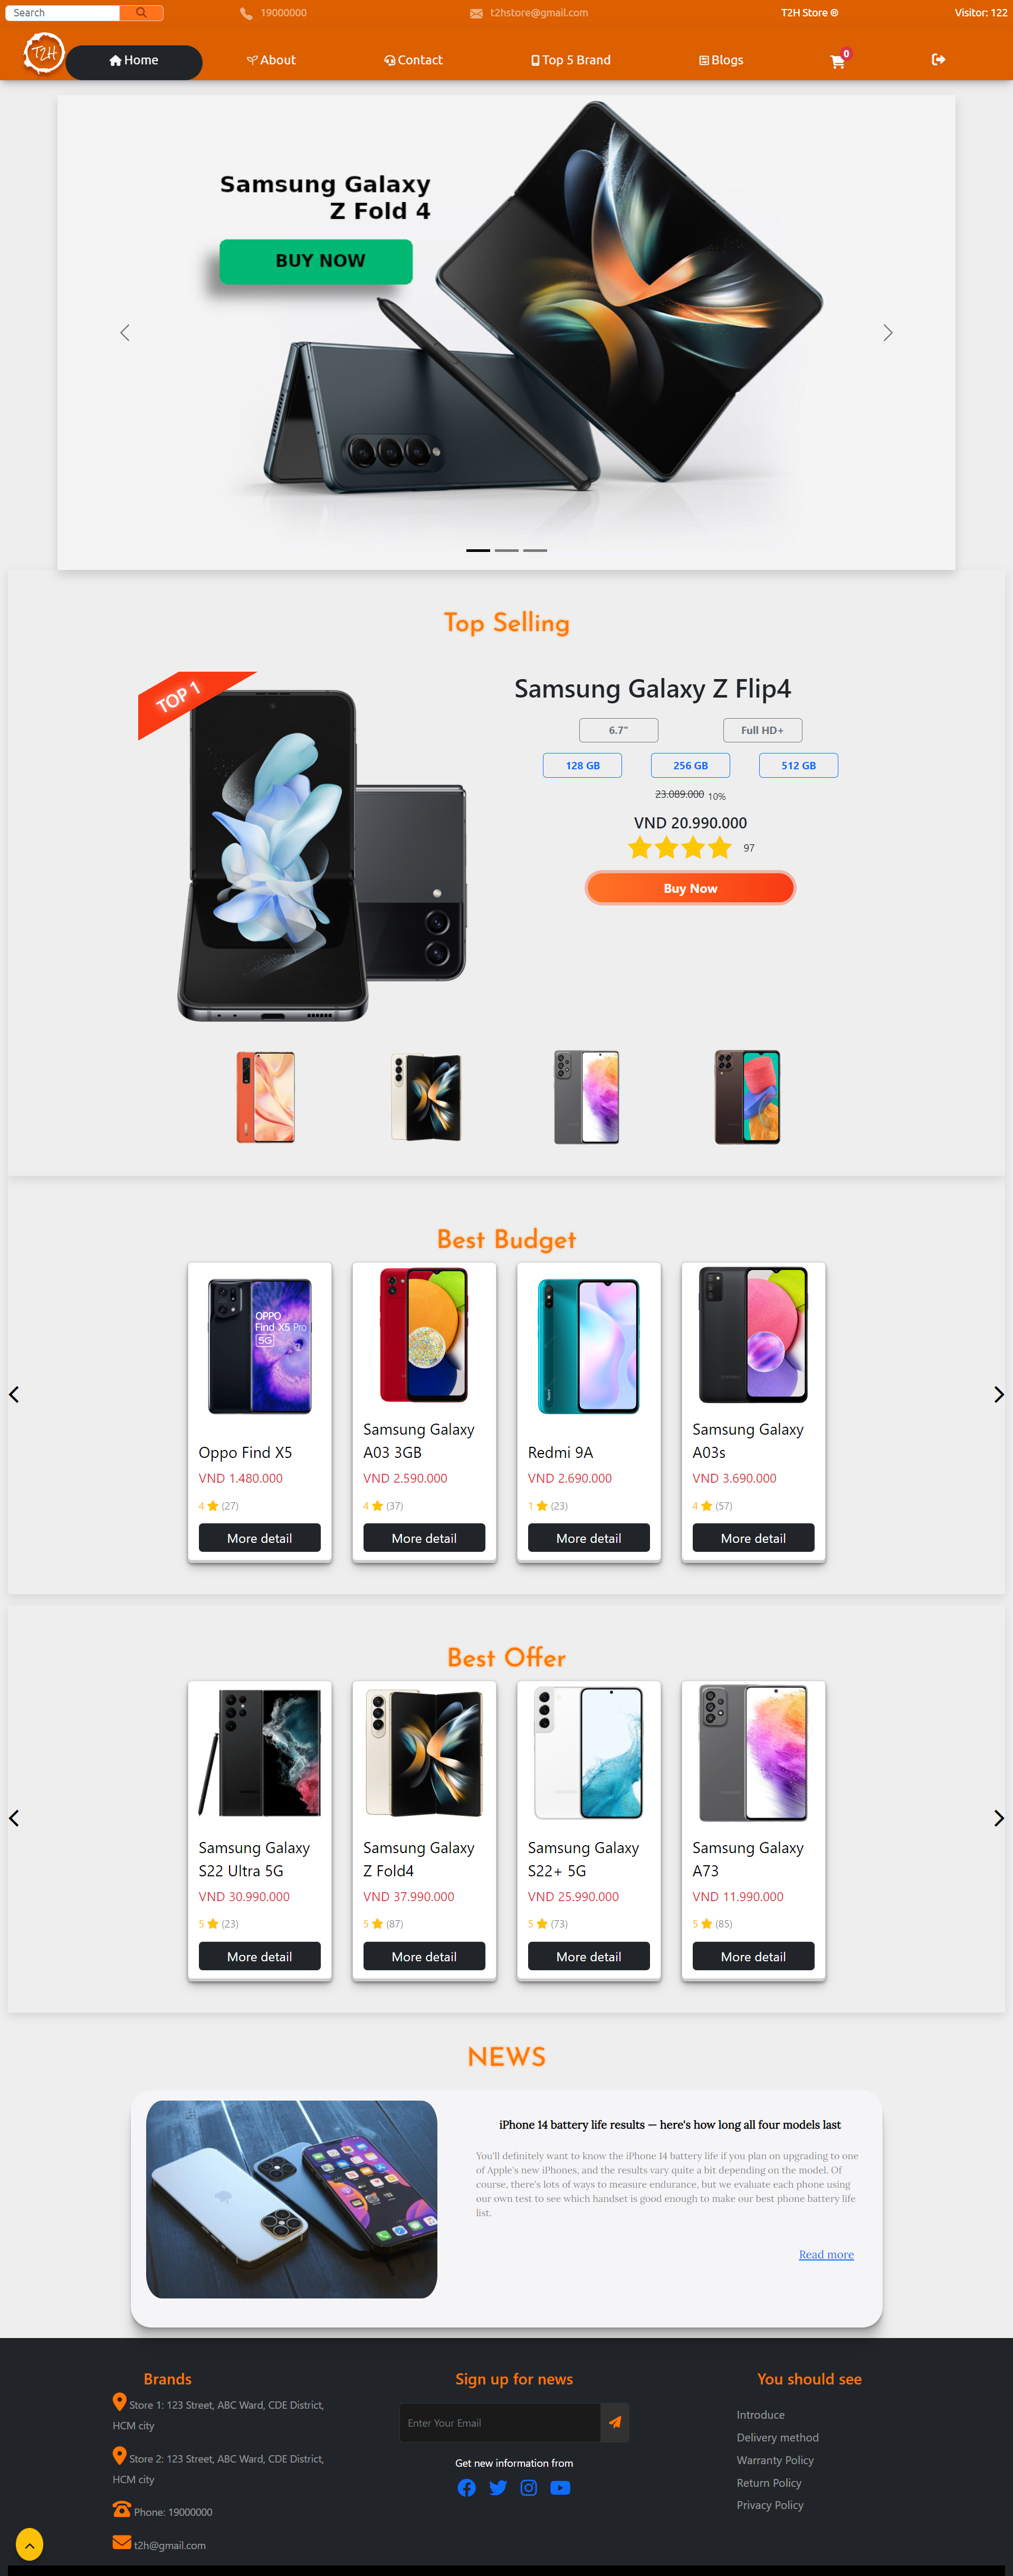 Search
19000000
t2hstore@gmail.com
T2H Store ®
Visitor: 122
T2H
Home
About
Contact
Top 5 Brand
Blogs
0
Samsung Galaxy
Z Fold 4
BUY NOW
Top Selling
TOP 1
Samsung Galaxy Z Flip4
6.7"
Full HD+
128 GB
256 GB
512 GB
23.089.000 10%
VND 20.990.000
97
Buy Now
Best Budget
OPPO
Find X5 Pro
5G
Redmi
SAMSUNG
Oppo Find X5
VND 1.480.000
4 (27)
More detail
Samsung Galaxy
A03 3GB
VND 2.590.000
4 (37)
More detail
Redmi 9A
VND 2.690.000
1 (23)
More detail
Samsung Galaxy
A03s
VND 3.690.000
4 (57)
More detail
Best Offer
Samsung Galaxy
S22 Ultra 5G
VND 30.990.000
5 (23)
More detail
Samsung Galaxy
Z Fold4
VND 37.990.000
5 (87)
More detail
Samsung Galaxy
S22+ 5G
VND 25.990.000
5 (73)
More detail
Samsung Galaxy
A73
VND 11.990.000
5 (85)
More detail
NEWS
iPhone 14 battery life results — here's how long all four models last
You'll definitely want to know the iPhone 14 battery life if you plan on upgrading to one
of Apple's new iPhones, and the results vary quite a bit depending on the model. Of
course, there's lots of ways to measure endurance, but we evaluate each phone using
our own test to see which handset is good enough to make our best phone battery life
list.
Read more
Brands
Store 1: 123 Street, ABC Ward, CDE District,
HCM city
Store 2: 123 Street, ABC Ward, CDE District,
HCM city
Phone: 19000000
t2h@gmail.com
Sign up for news
Enter Your Email
Get new information from
You should see
Introduce
Delivery method
Warranty Policy
Return Policy
Privacy Policy